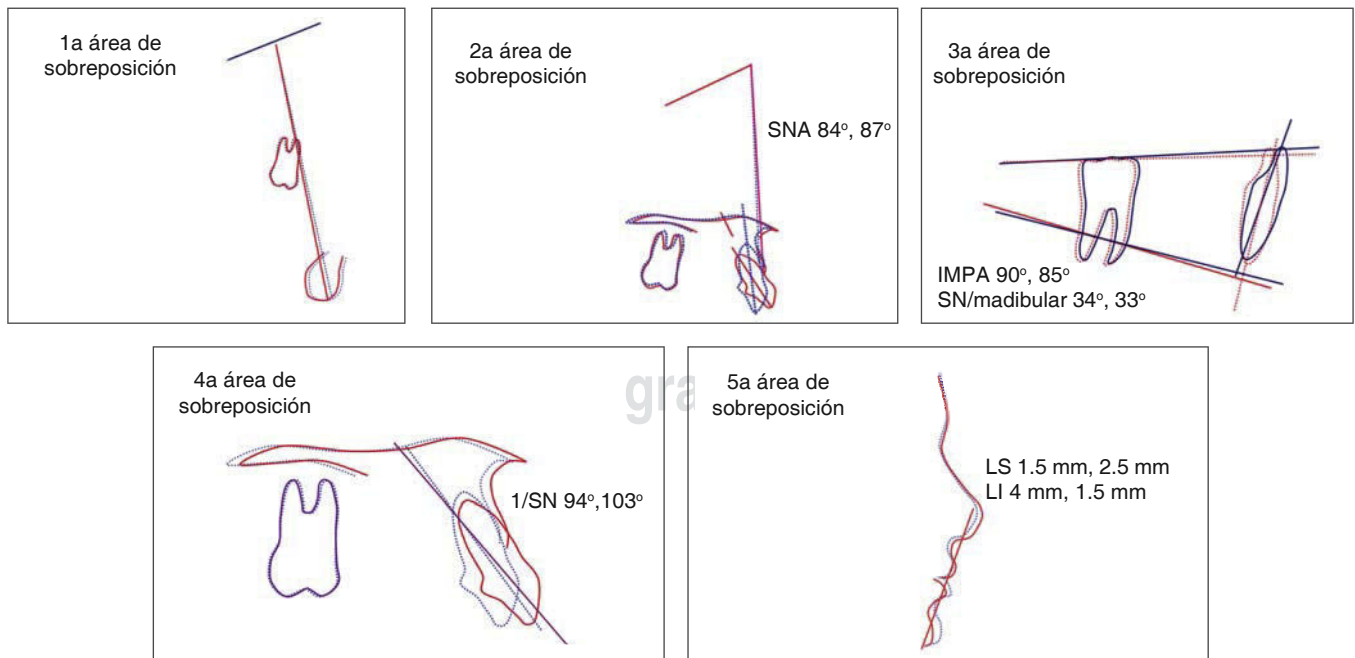 1a área de
sobreposición
2a área de
sobreposición
SNA 84º, 87º
3a área de
sobreposición
IMPA 90º, 85º
SN/madibular 34º, 33º
4a área de
sobreposición
1/SN 94º,103º
gra
5a área de
sobreposición
LS 1.5 mm, 2.5 mm
LI 4 mm, 1.5 mm